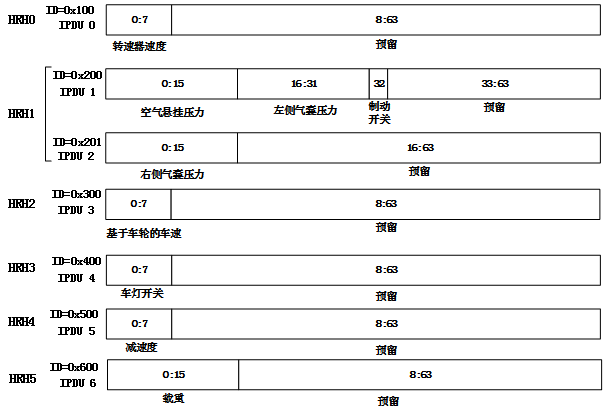 HRH0 ID=0x100 IPDU 0 0:7 8:63
转速器速度 预留
HRH1
ID=0x200 IPDU 1 0:15 16:31 32 33:63
空气悬挂压力 左侧气囊压力 制动开关 预留
ID=0x201 IPDU 2 0:15 16:63
右侧气囊压力 预留
HRH2 ID=0x300 IPDU 3 0:7 8:63
基于车轮的车速 预留
HRH3 ID=0x400 IPDU 4 0:7 8:63
车灯开关 预留
HRH4 ID=0x500 IPDU 5 0:7 8:63
减速度 预留
HRH5 ID=0x600 IPDU 6 0:15 8:63
载重 预留